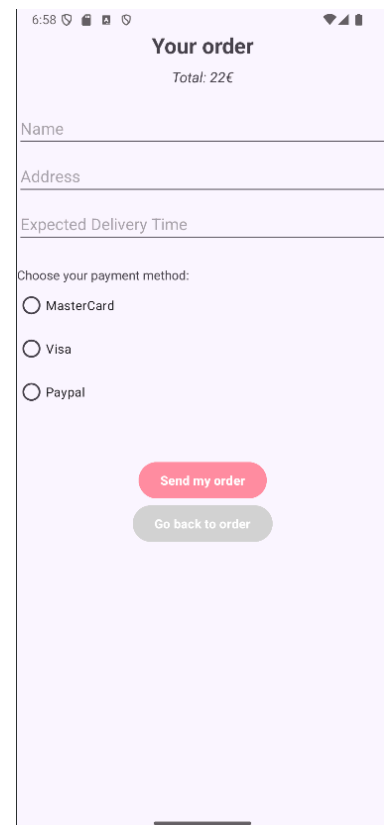 6:58
Your order
Total: 22€
Name
Address
Expected Delivery Time
Choose your payment method:
MasterCard
Visa
Paypal
Send my order
Go back to order